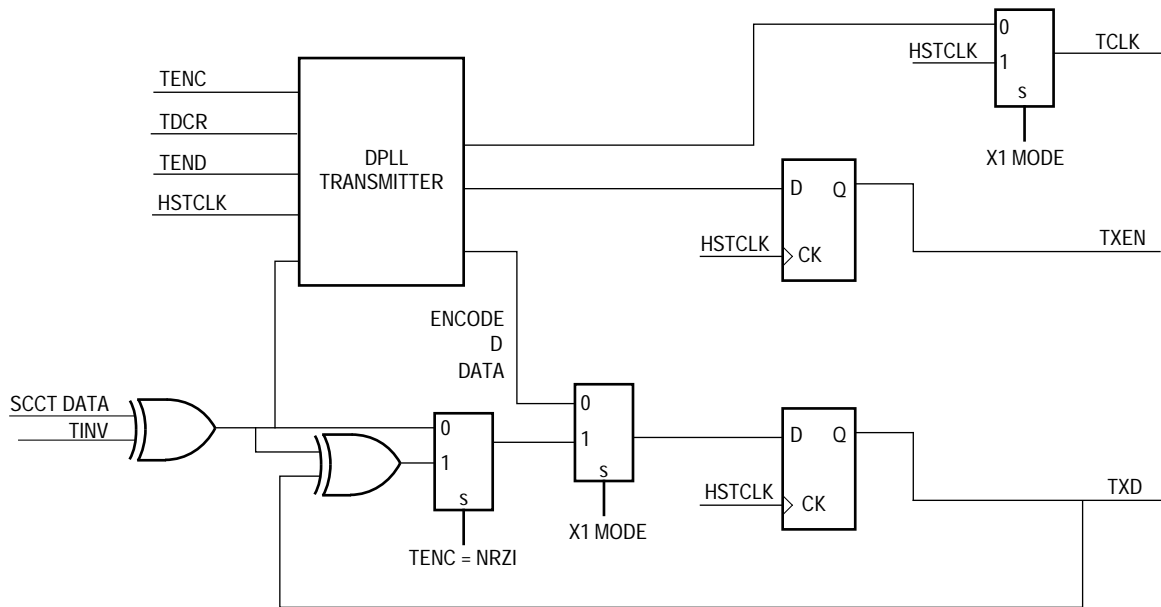 0
HSTCLK
1
TCLK
s
X1 MODE
TENC
TDCR
TEND
HSTCLK
DPLL
TRANSMITTER
D
Q
HSTCLK
CK
TXEN
ENCODE
D
DATA
SCCT DATA
TINV
0
1
s
TENC = NRZI
0
1
s
X1 MODE
D
Q
HSTCLK
CK
TXD